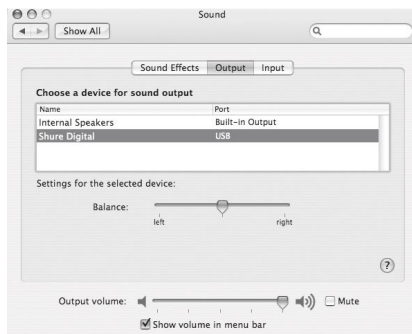 Sound
Show All
Sound Effects Output Input
Choose a device for sound output
Name Port
Internal Speakers Built-in Output
Shure Digital USB
Settings for the selected device:
Balance:
left right
?
Output volume: Mute
Show volume in menu bar